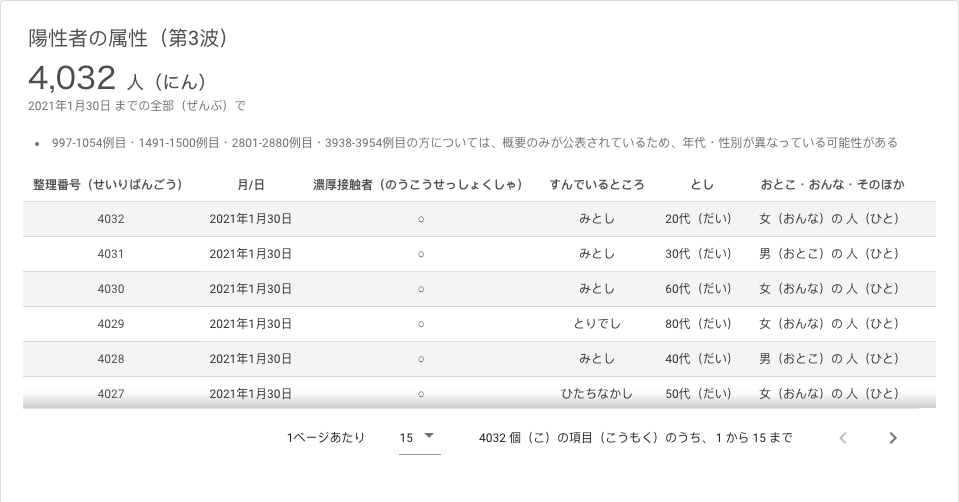 陽性者の属性（第3波）
4,032 人（にん）
2021年1月30日 までの全部（ぜんぶ）で
• 997-1054例目・1491-1500例目・2801-2880例目・3938-3954例目の方については、概要のみが公表されているため、年代・性別が異なっている可能性がある
整理番号（せいりばんごう） 月/日 濃厚接触者（のうこうせっしょくしゃ） すんでいるところ とし おとこ・おんな・そのほか
4032 2021年1月30日 ○ みとし 20代（だい） 女（おんな）の 人（ひと）
4031 2021年1月30日 ○ みとし 30代（だい） 男（おとこ）の 人（ひと）
4030 2021年1月30日 ○ みとし 60代（だい） 女（おんな）の 人（ひと）
4029 2021年1月30日 ○ とりでし 80代（だい） 女（おんな）の 人（ひと）
4028 2021年1月30日 ○ みとし 40代（だい） 男（おとこ）の 人（ひと）
4027 2021年1月30日 ○ ひたちなかし 50代（だい） 女（おんな）の 人（ひと）
1ページあたり 15 4032 個（こ）の項目（こうもく）のうち、1 から 15 まで